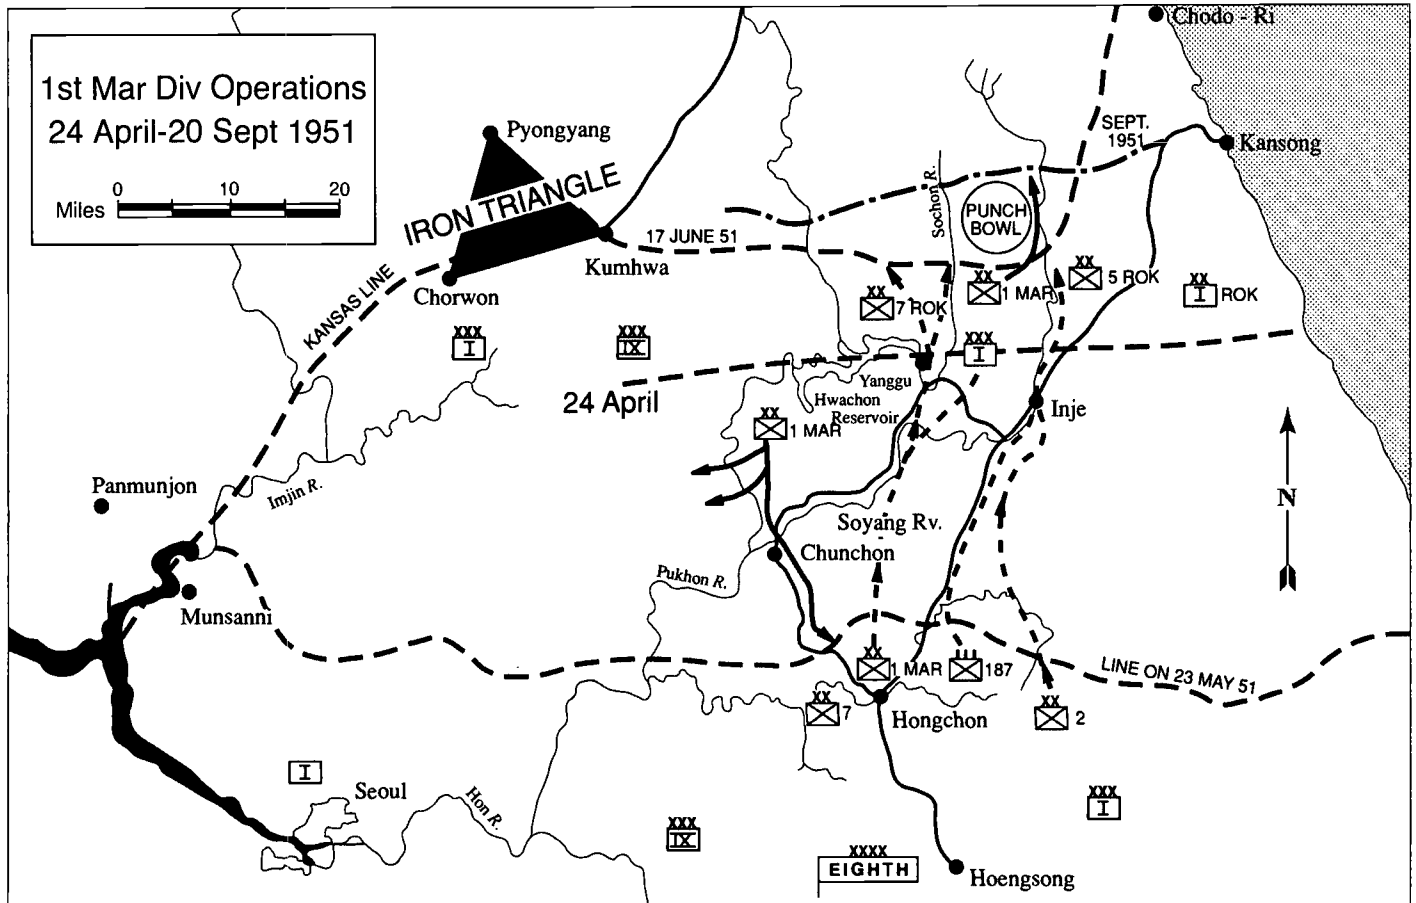 1st Mar Div Operations
24 April-20 Sept 1951
0 10 20
Miles
Chodo - Ri
Pyongyang
IRON TRIANGLE
SEPT.
1951
Kansong
Sochon R.
PUNCH
BOWL
17 JUNE 51
Kumhwa
KANSAS LINE
Chorwon
XX
7 ROK
XX
1 MAR
XX
5 ROK
XX
I ROK
XXX
I
XXX
IX
XXX
I
24 April
Yanggu
Hwachon
Reservoir
Inje
XX
1 MAR
Imjin R.
Panmunjon
N
Soyang Rv.
Chunchon
Pukhon R.
Munsanni
XX
1 MAR
III
187
LINE ON 23 MAY 51
XX
7
Hongchon
XX
2
I
Seoul
Hon R.
XXX
IX
XXX
I
XXXX
EIGHTH
Hoengsong